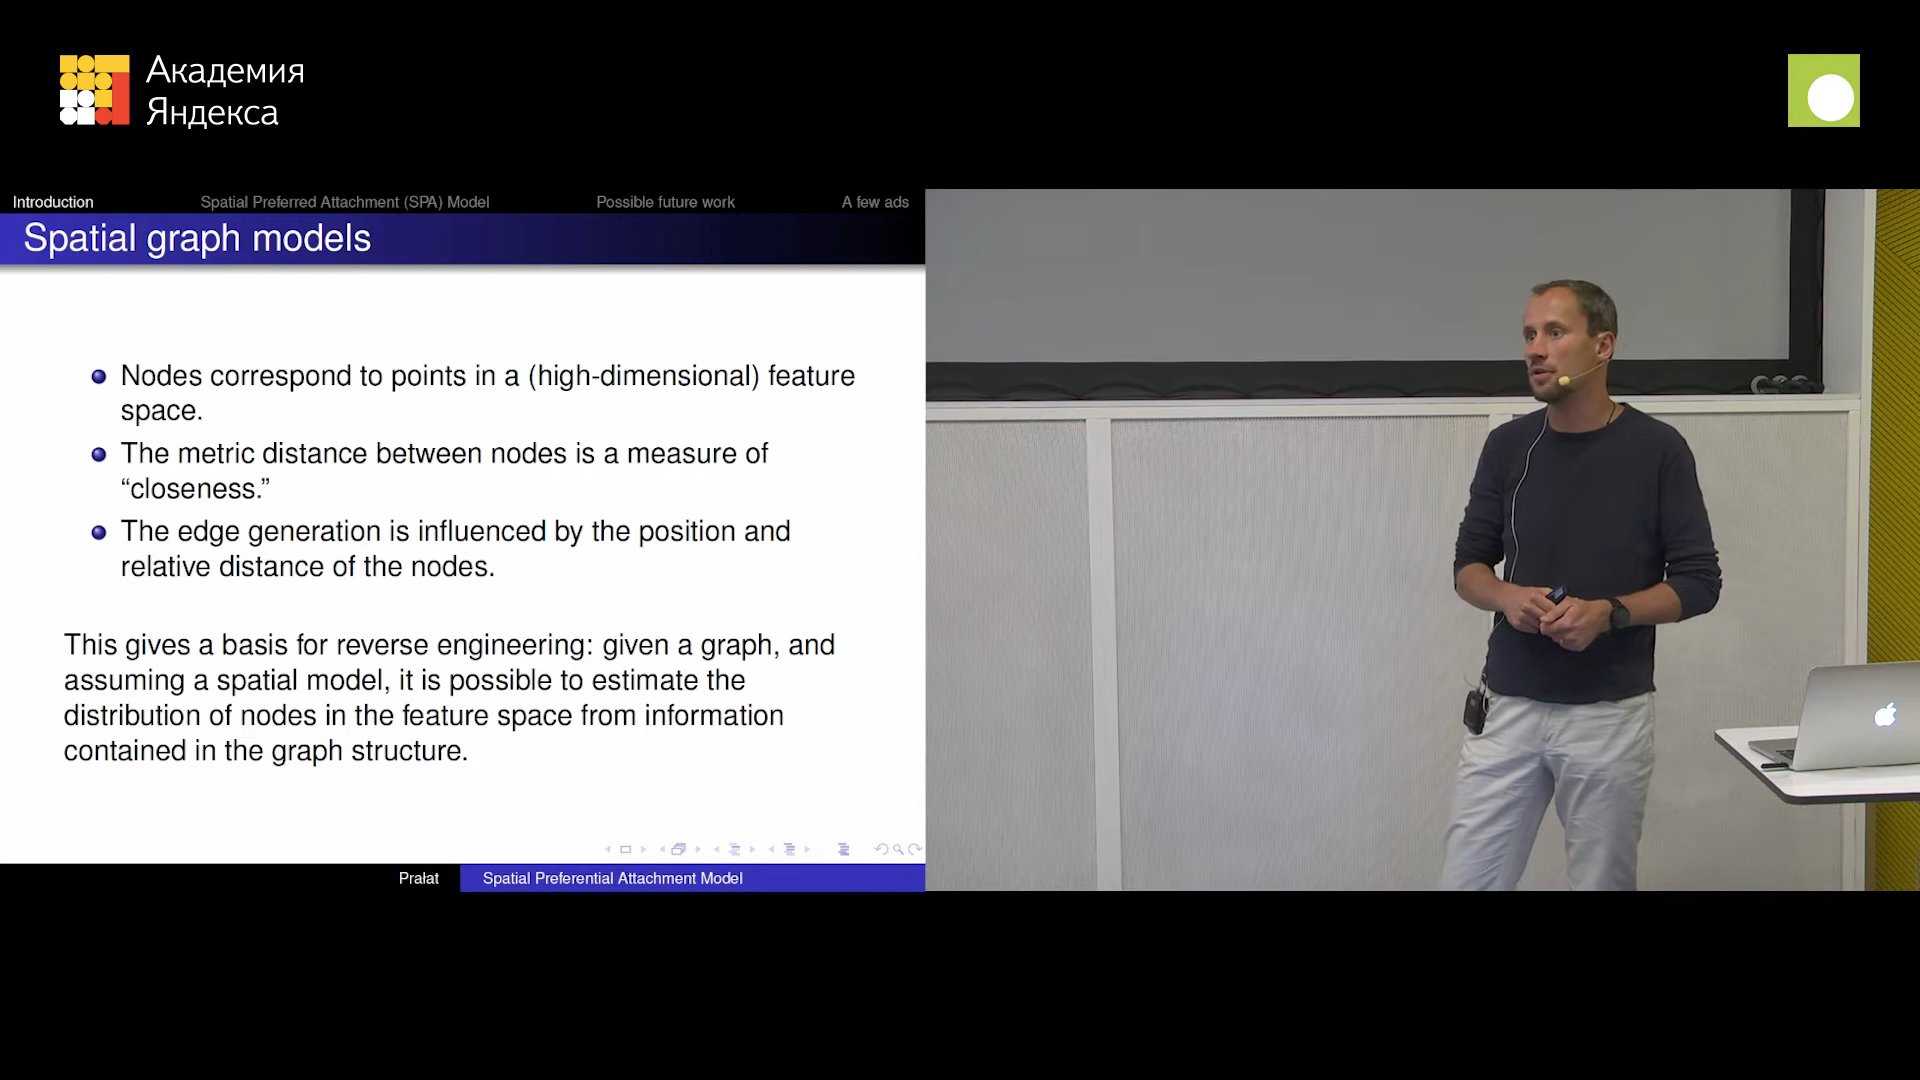 Академия
Яндекса
Introduction Spatial Preferred Attachment (SPA) Model Possible future work A few ads
Spatial graph models
Nodes correspond to points in a (high-dimensional) feature
space.
The metric distance between nodes is a measure of
“closeness.”
The edge generation is influenced by the position and
relative distance of the nodes.
This gives a basis for reverse engineering: given a graph, and
assuming a spatial model, it is possible to estimate the
distribution of nodes in the feature space from information
contained in the graph structure.
Prałat Spatial Preferential Attachment Model